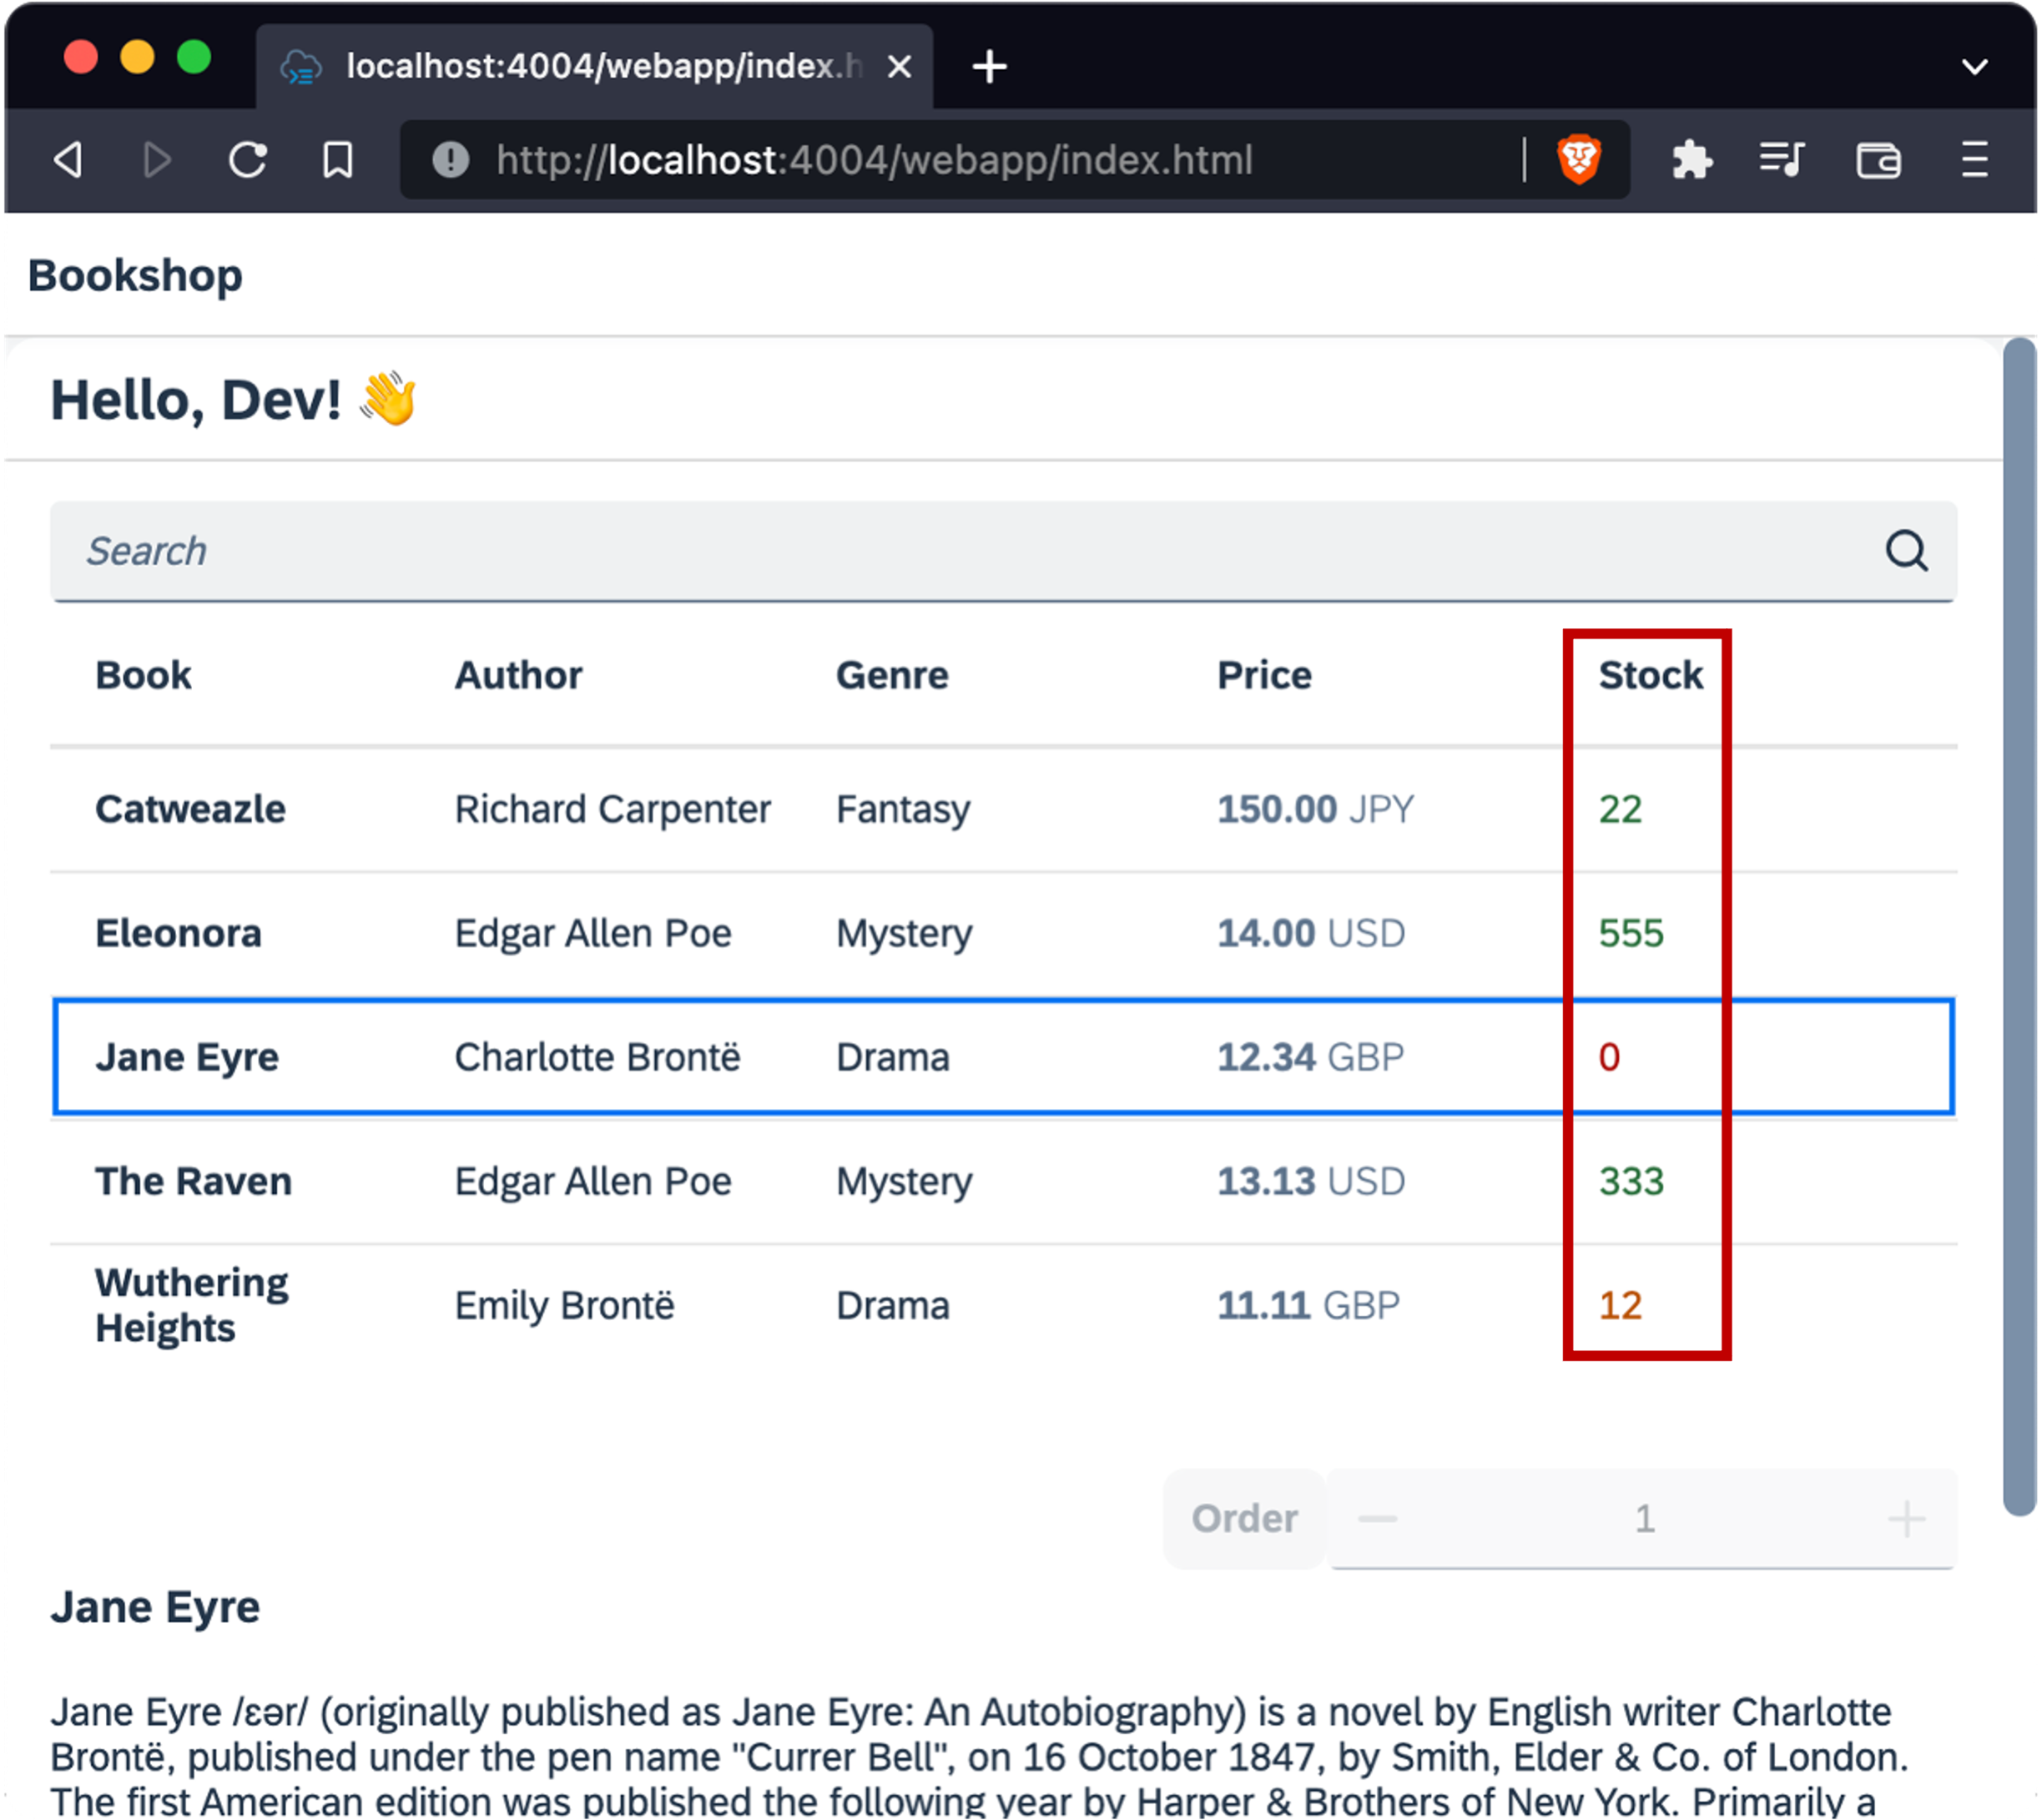 localhost:4004/webapp/index.h
http://localhost:4004/webapp/index.html
Bookshop
Hello, Dev! 👋
Search
Book Author Genre Price Stock
Catweazle Richard Carpenter Fantasy 150.00 JPY 22
Eleonora Edgar Allen Poe Mystery 14.00 USD 555
Jane Eyre Charlotte Brontë Drama 12.34 GBP 0
The Raven Edgar Allen Poe Mystery 13.13 USD 333
Wuthering Heights Emily Brontë Drama 11.11 GBP 12
Order 1
Jane Eyre
Jane Eyre /ɛər/ (originally published as Jane Eyre: An Autobiography) is a novel by English writer Charlotte
Brontë, published under the pen name "Currer Bell", on 16 October 1847, by Smith, Elder & Co. of London.
The first American edition was published the following year by Harper & Brothers of New York. Primarily a